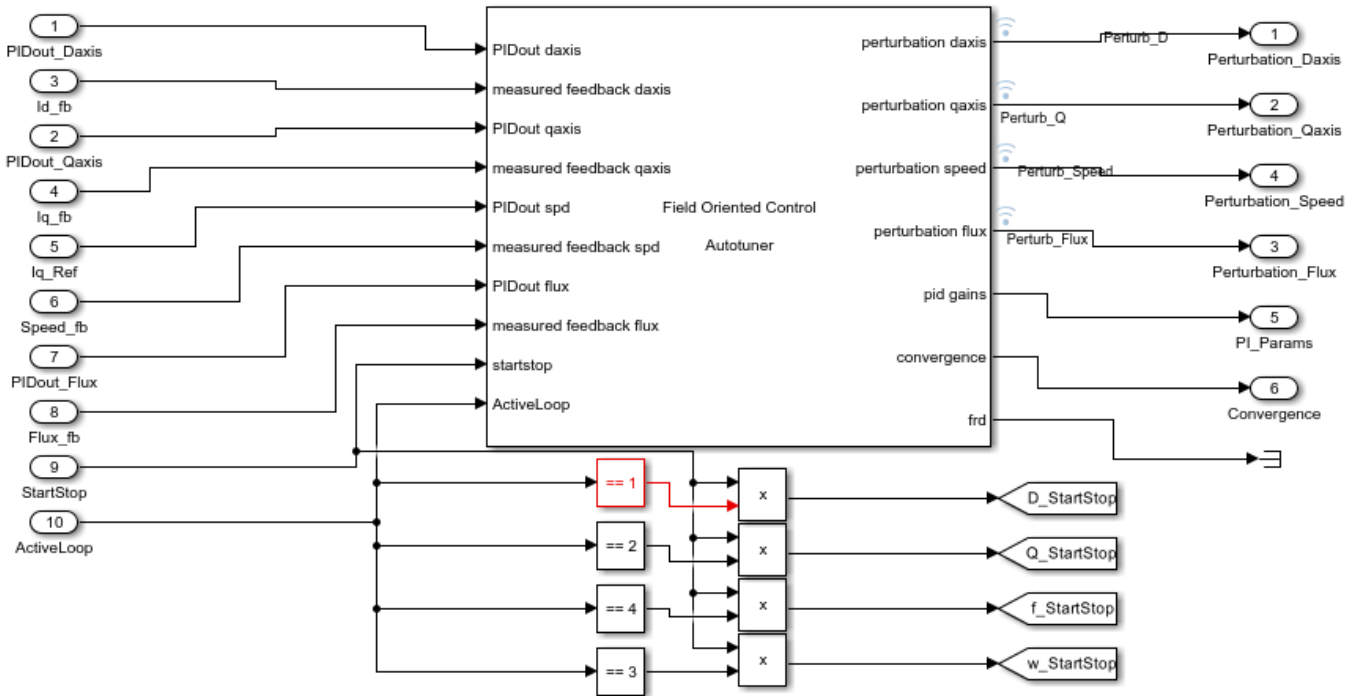 1
PIDout_Daxis
3
Id_fb
2
PIDout_Qaxis
4
Iq_fb
5
Iq_Ref
6
Speed_fb
7
PIDout_Flux
8
Flux_fb
9
StartStop
10
ActiveLoop
PIDout daxis
measured feedback daxis
PIDout qaxis
measured feedback qaxis
PIDout spd
measured feedback spd
PIDout flux
measured feedback flux
startstop
ActiveLoop
Field Oriented Control
Autotuner
perturbation daxis
perturbation qaxis
perturbation speed
perturbation flux
pid gains
convergence
frd
Perturb_D
Perturb_Q
Perturb_Speed
Perturb_Flux
1
Perturbation_Daxis
2
Perturbation_Qaxis
4
Perturbation_Speed
3
Perturbation_Flux
5
PI_Params
6
Convergence
== 1
x
D_StartStop
== 2
x
Q_StartStop
== 4
x
f_StartStop
== 3
x
w_StartStop